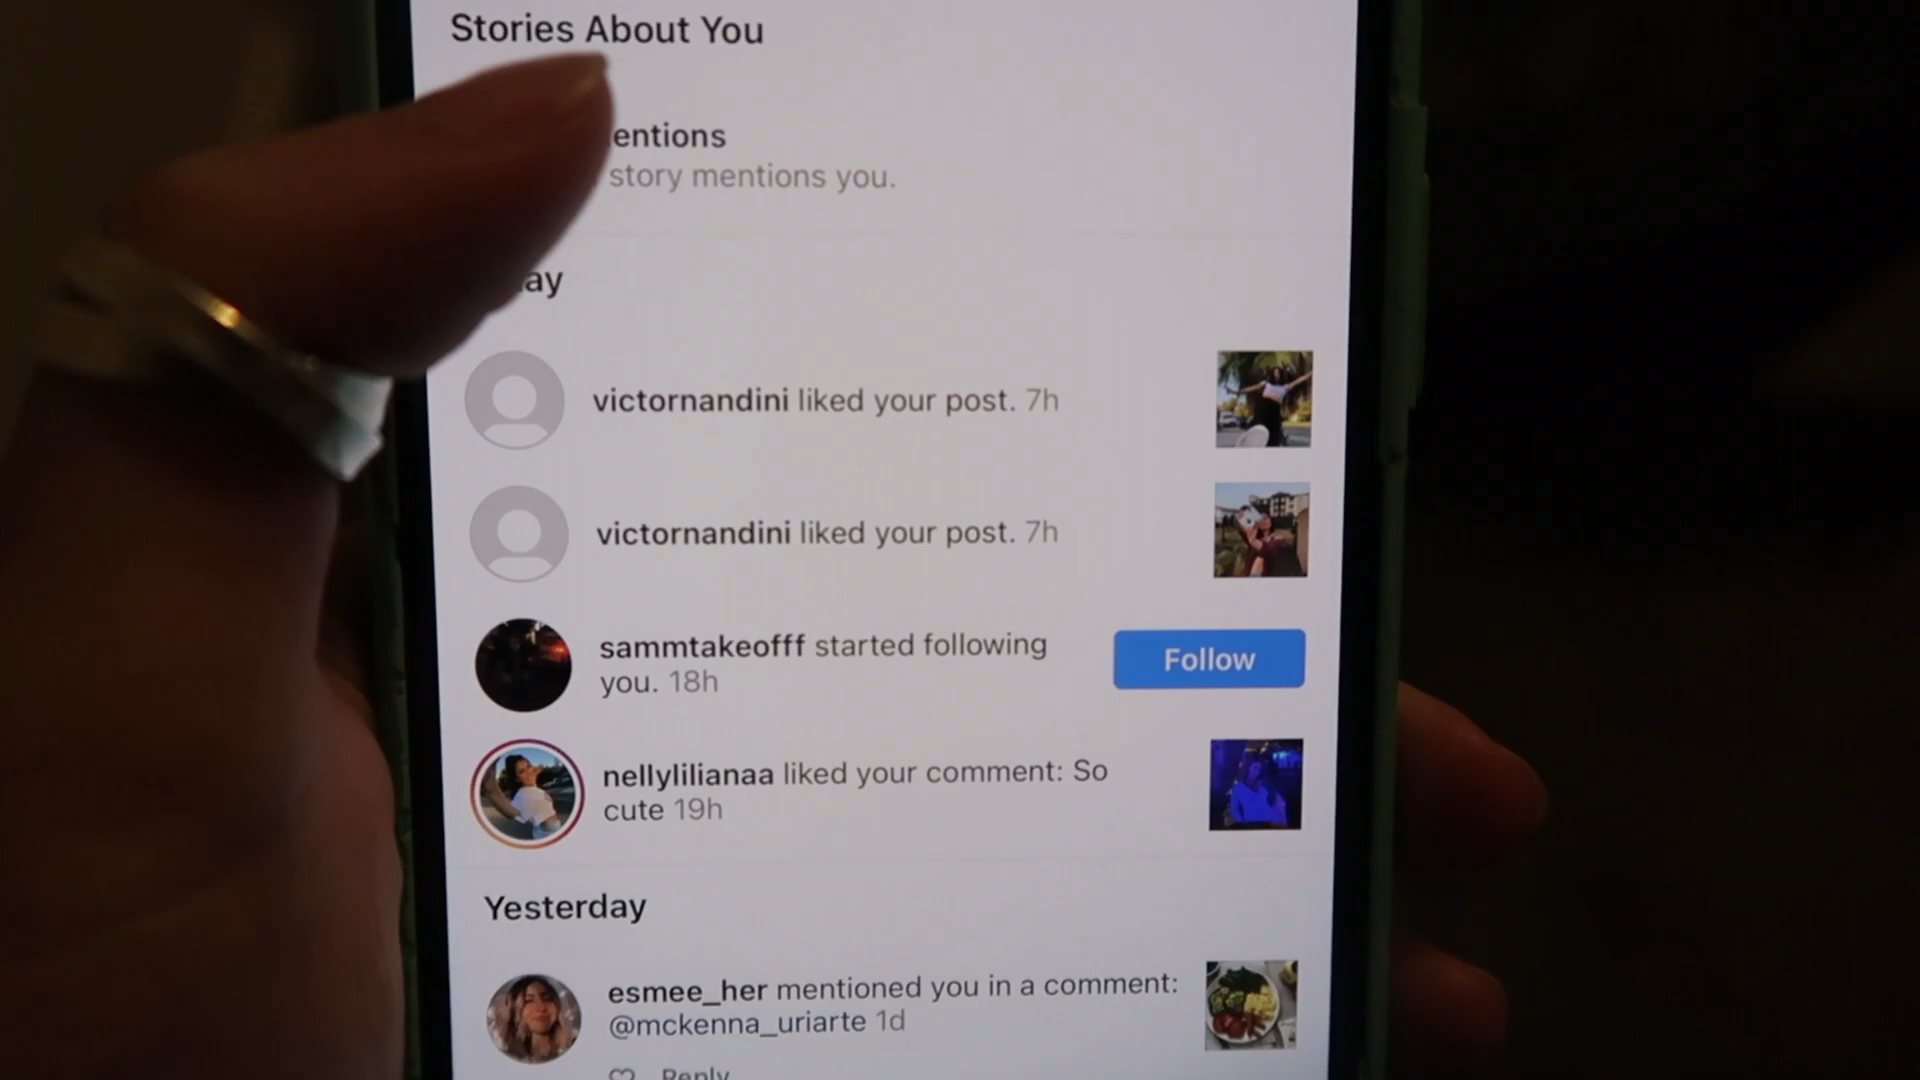 Stories About You
entions
story mentions you.
ay
victornandini liked your post. 7h
victornandini liked your post. 7h
sammtakeofff started following
you. 18h
Follow
nellylilianaa liked your comment: So
cute 19h
Yesterday
esmee_her mentioned you in a comment:
@mckenna_uriarte 1d
Reply